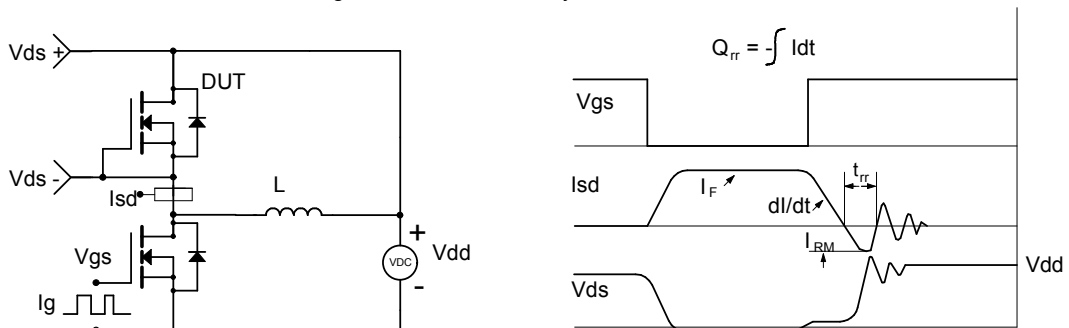 Vds +
DUT
Vds -
Isd
L
+
VDC
Vdd
-
Vgs
Ig
Qrr = -∫ Idt
Vgs
Isd
IF
dI/dt
trr
IRM
Vds
Vdd